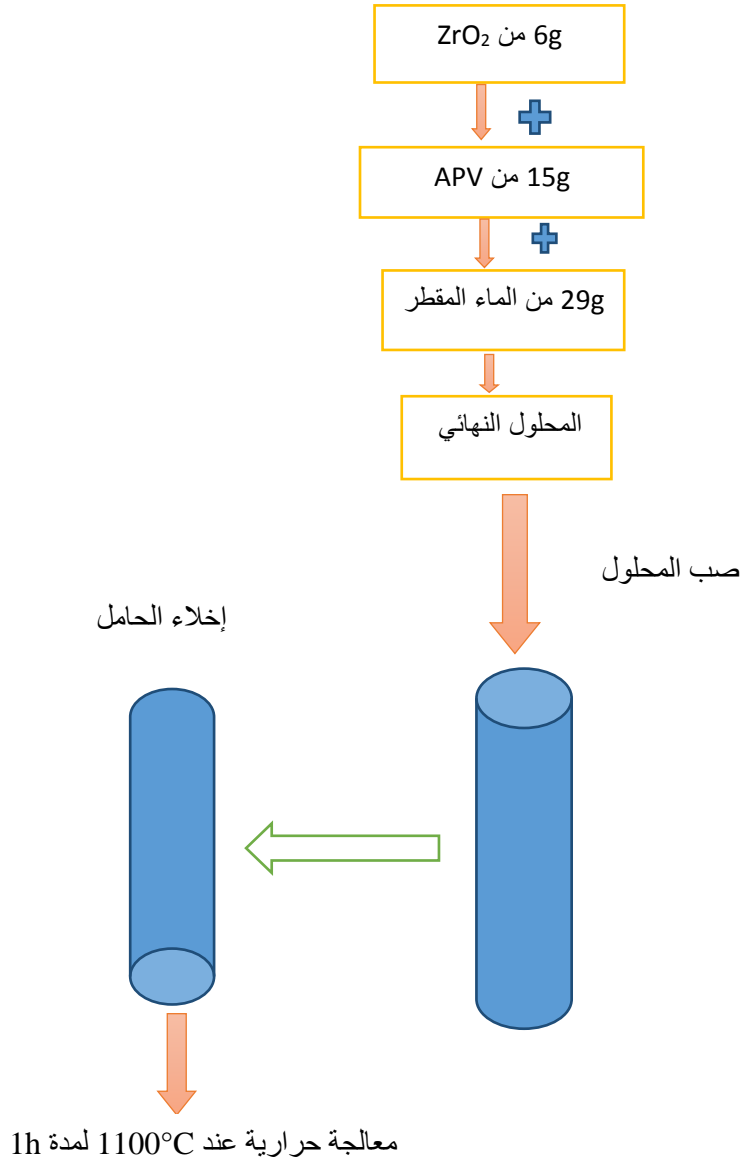 6g من ZrO₂
15g من APV
29g من الماء المقطر
المحلول النهائي
صب المحلول
إخلاء الحامل
معالجة حرارية عند 1100°C لمدة 1h